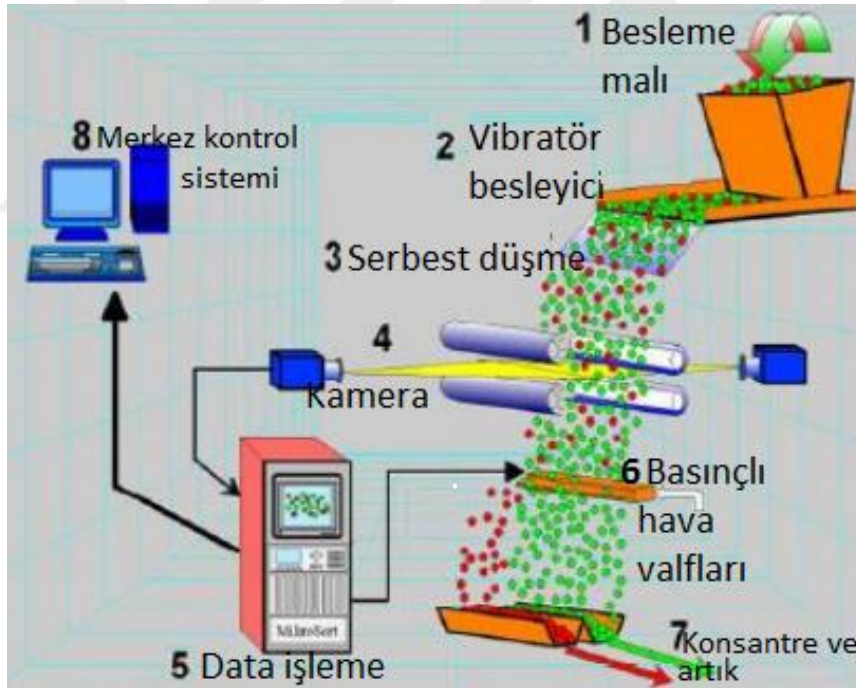 1 Besleme
malı
2 Vibratör
besleyici
3 Serbest düşme
4
Kamera
5 Data işleme
6 Basınçlı
hava
valfları
7 Konsantre ve
artık
8 Merkez kontrol
sistemi
MikroSort